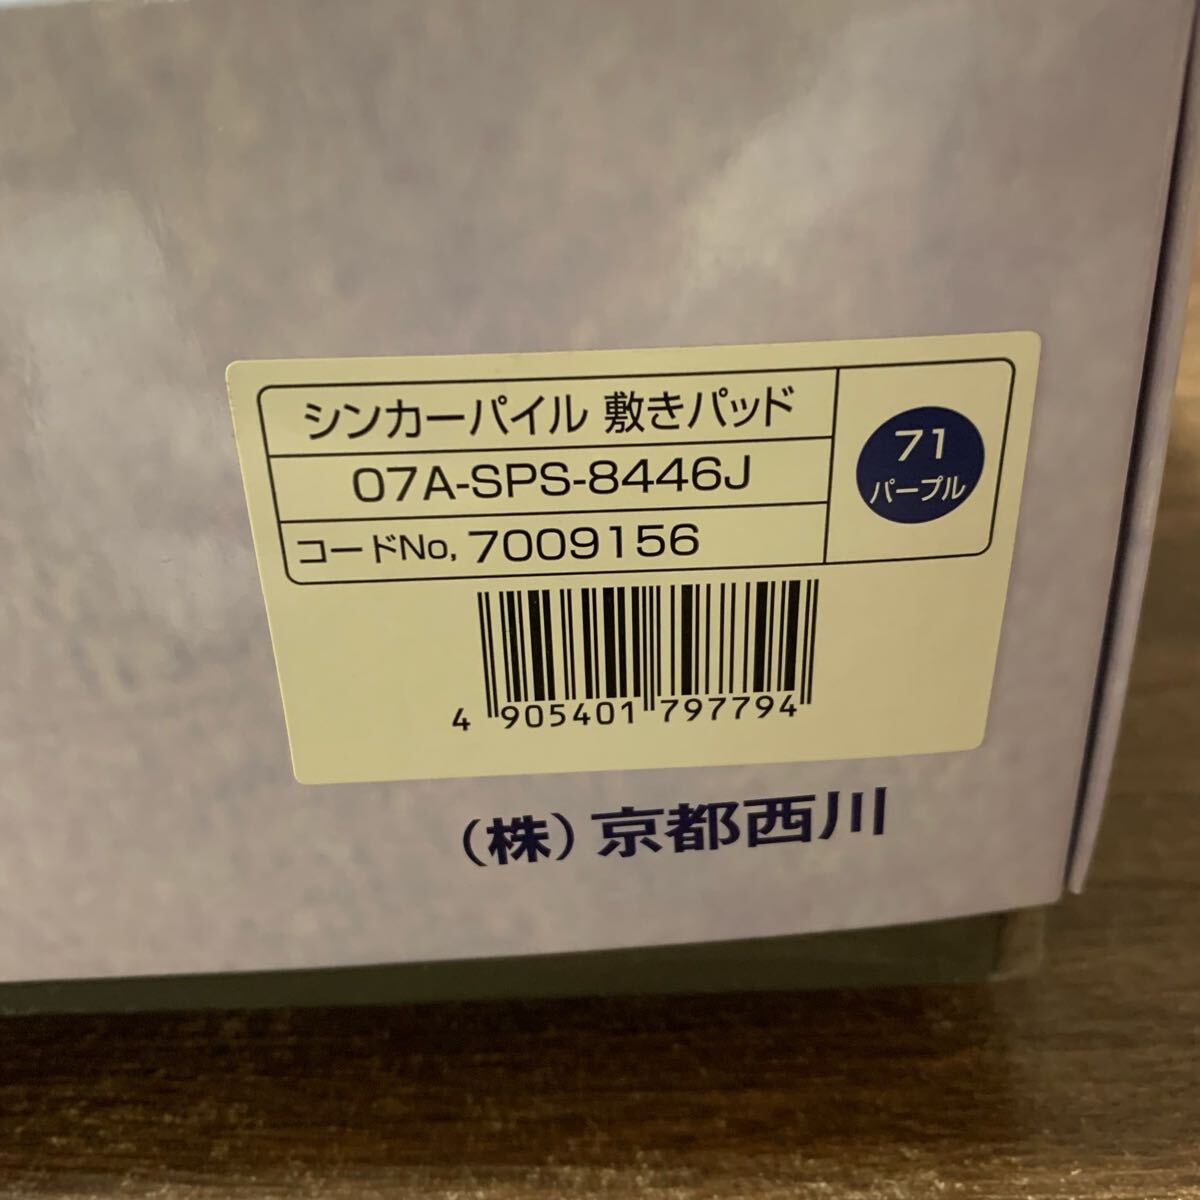 シンカーパイル 敷きパッド
07A-SPS-8446J
コードNo, 7009156
71
パープル
4 905401 797794
(株) 京都西川